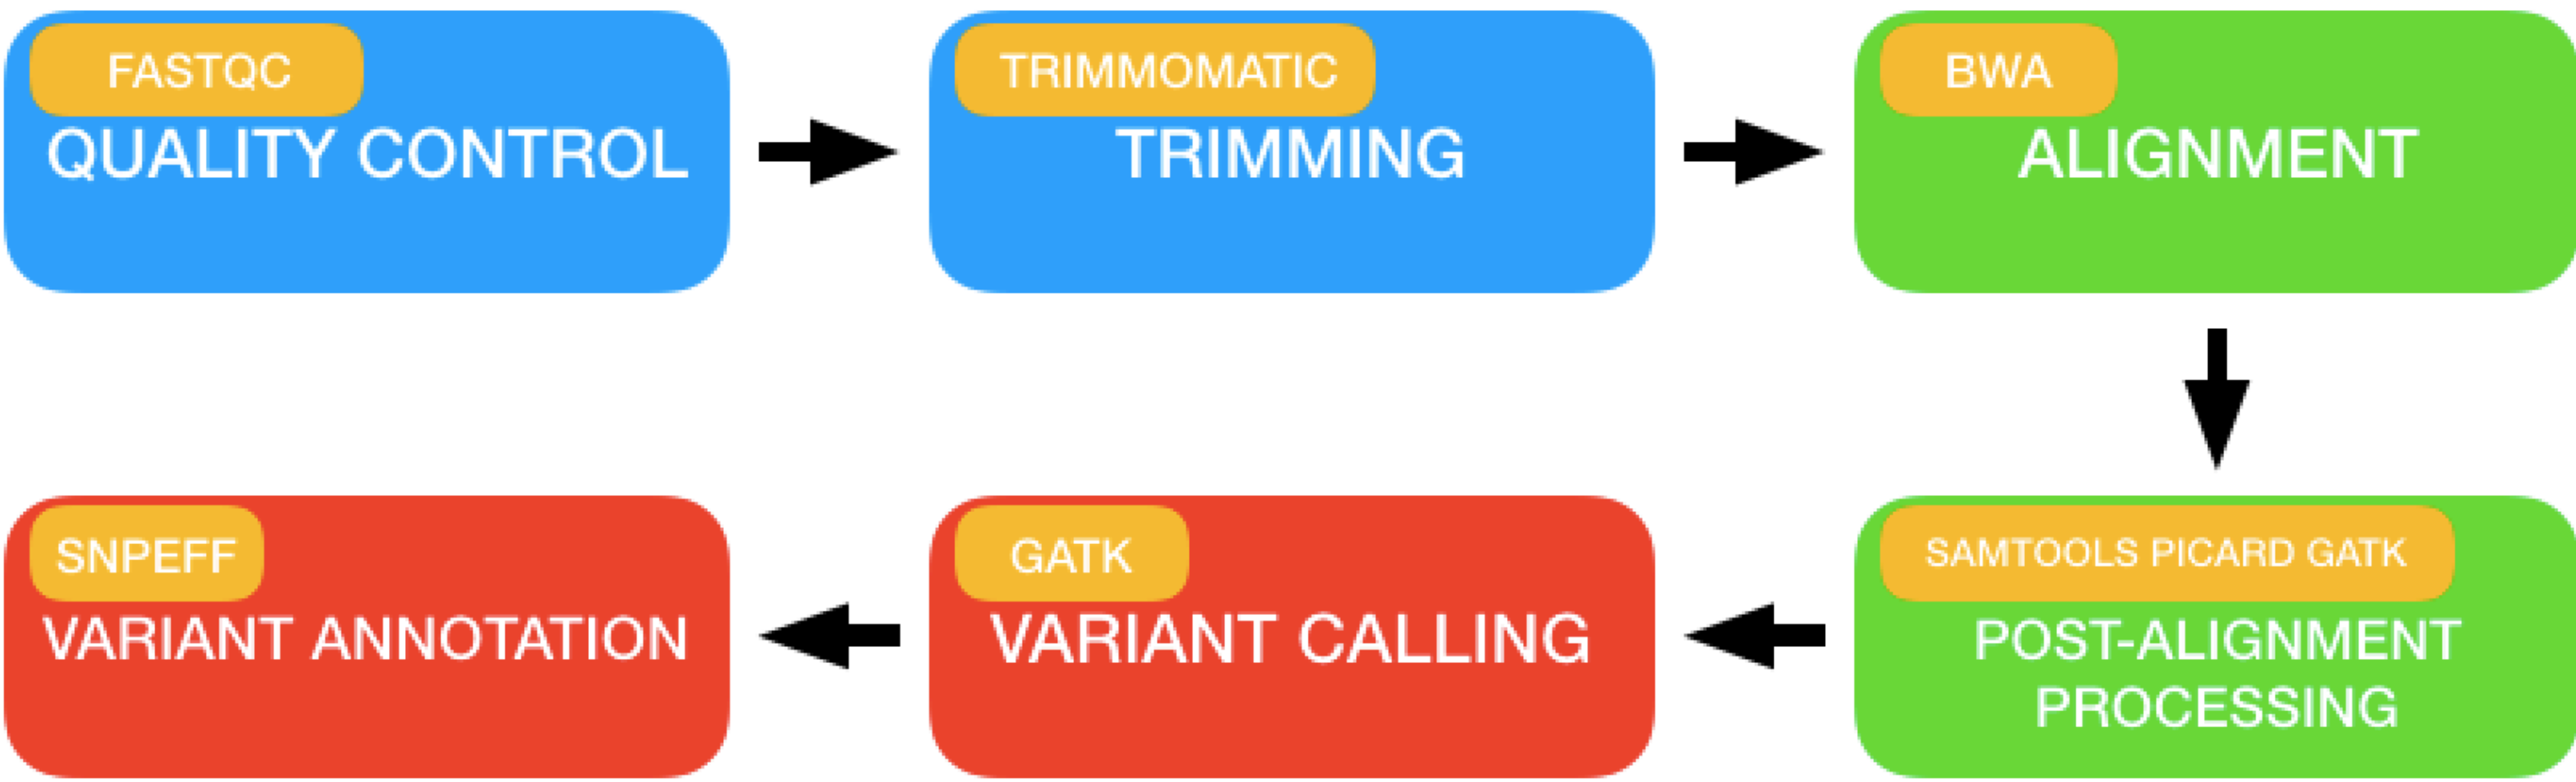 FASTQC
QUALITY CONTROL
TRIMMOMATIC
TRIMMING
BWA
ALIGNMENT
SAMTOOLS PICARD GATK
POST-ALIGNMENT
PROCESSING
GATK
VARIANT CALLING
SNPEFF
VARIANT ANNOTATION